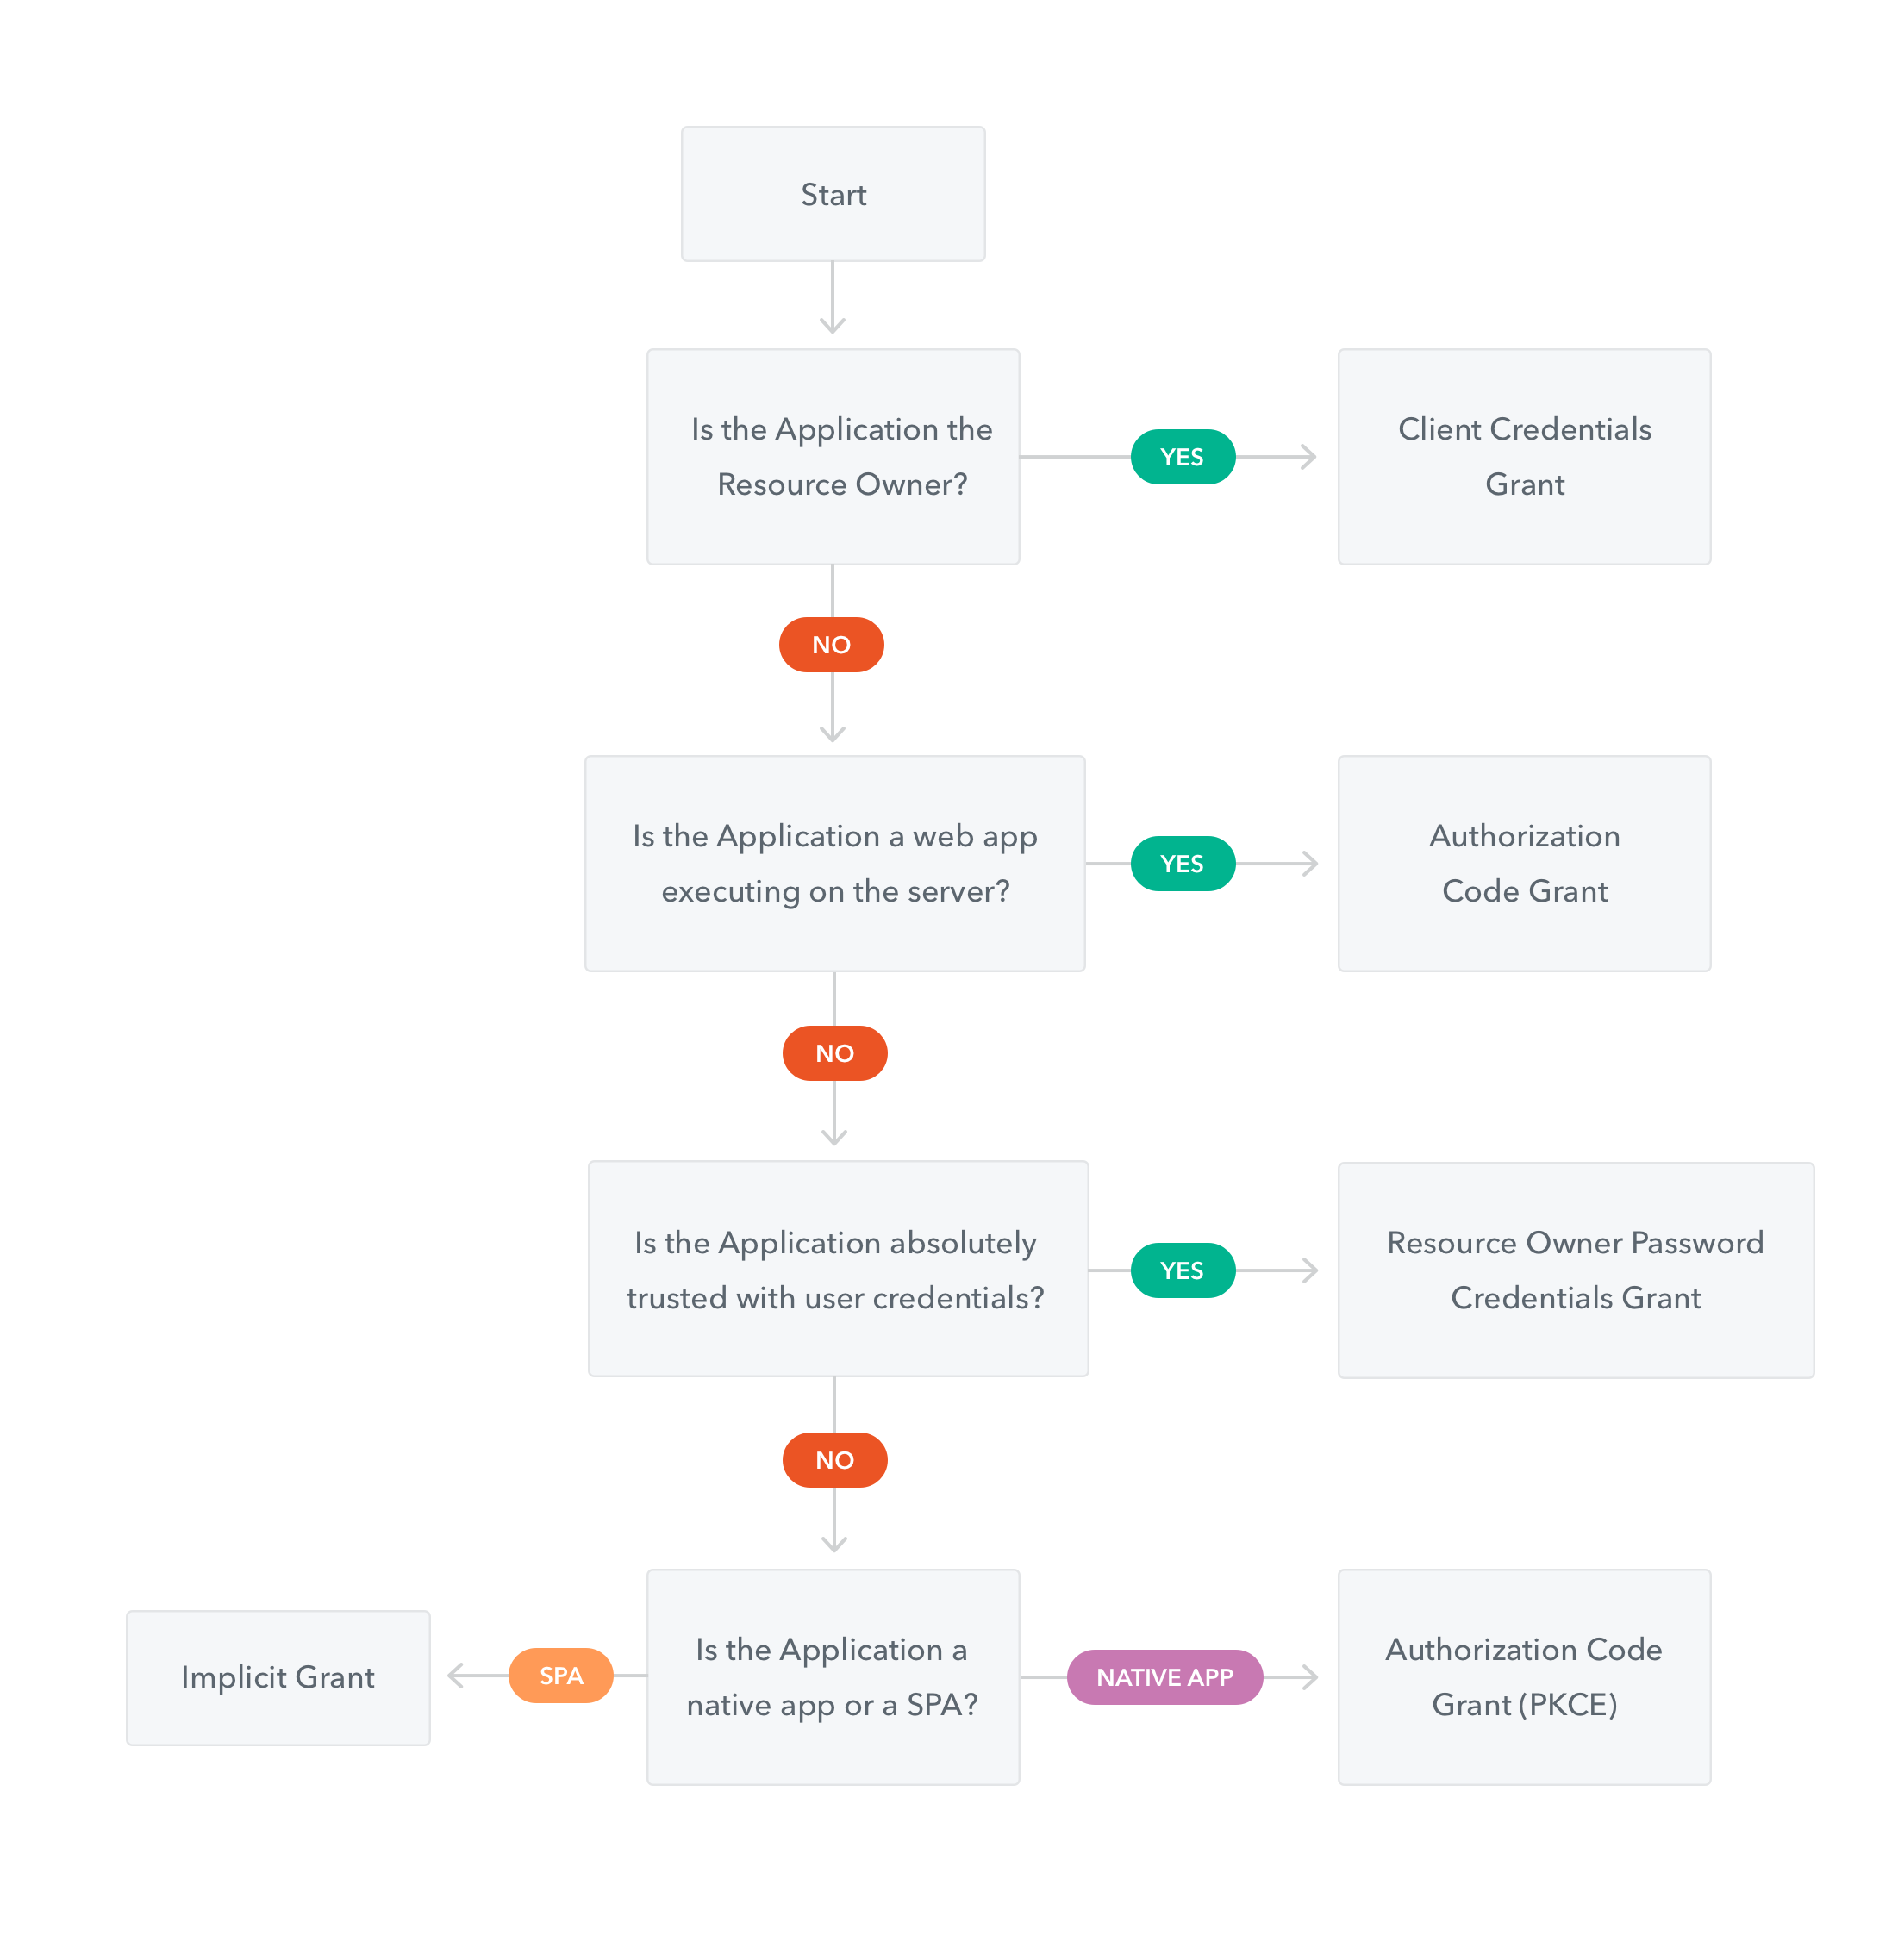 Start
Is the Application the
Resource Owner?
YES
Client Credentials
Grant
NO
Is the Application a web app
executing on the server?
YES
Authorization
Code Grant
NO
Is the Application absolutely
trusted with user credentials?
YES
Resource Owner Password
Credentials Grant
NO
Implicit Grant
SPA
Is the Application a
native app or a SPA?
NATIVE APP
Authorization Code
Grant (PKCE)